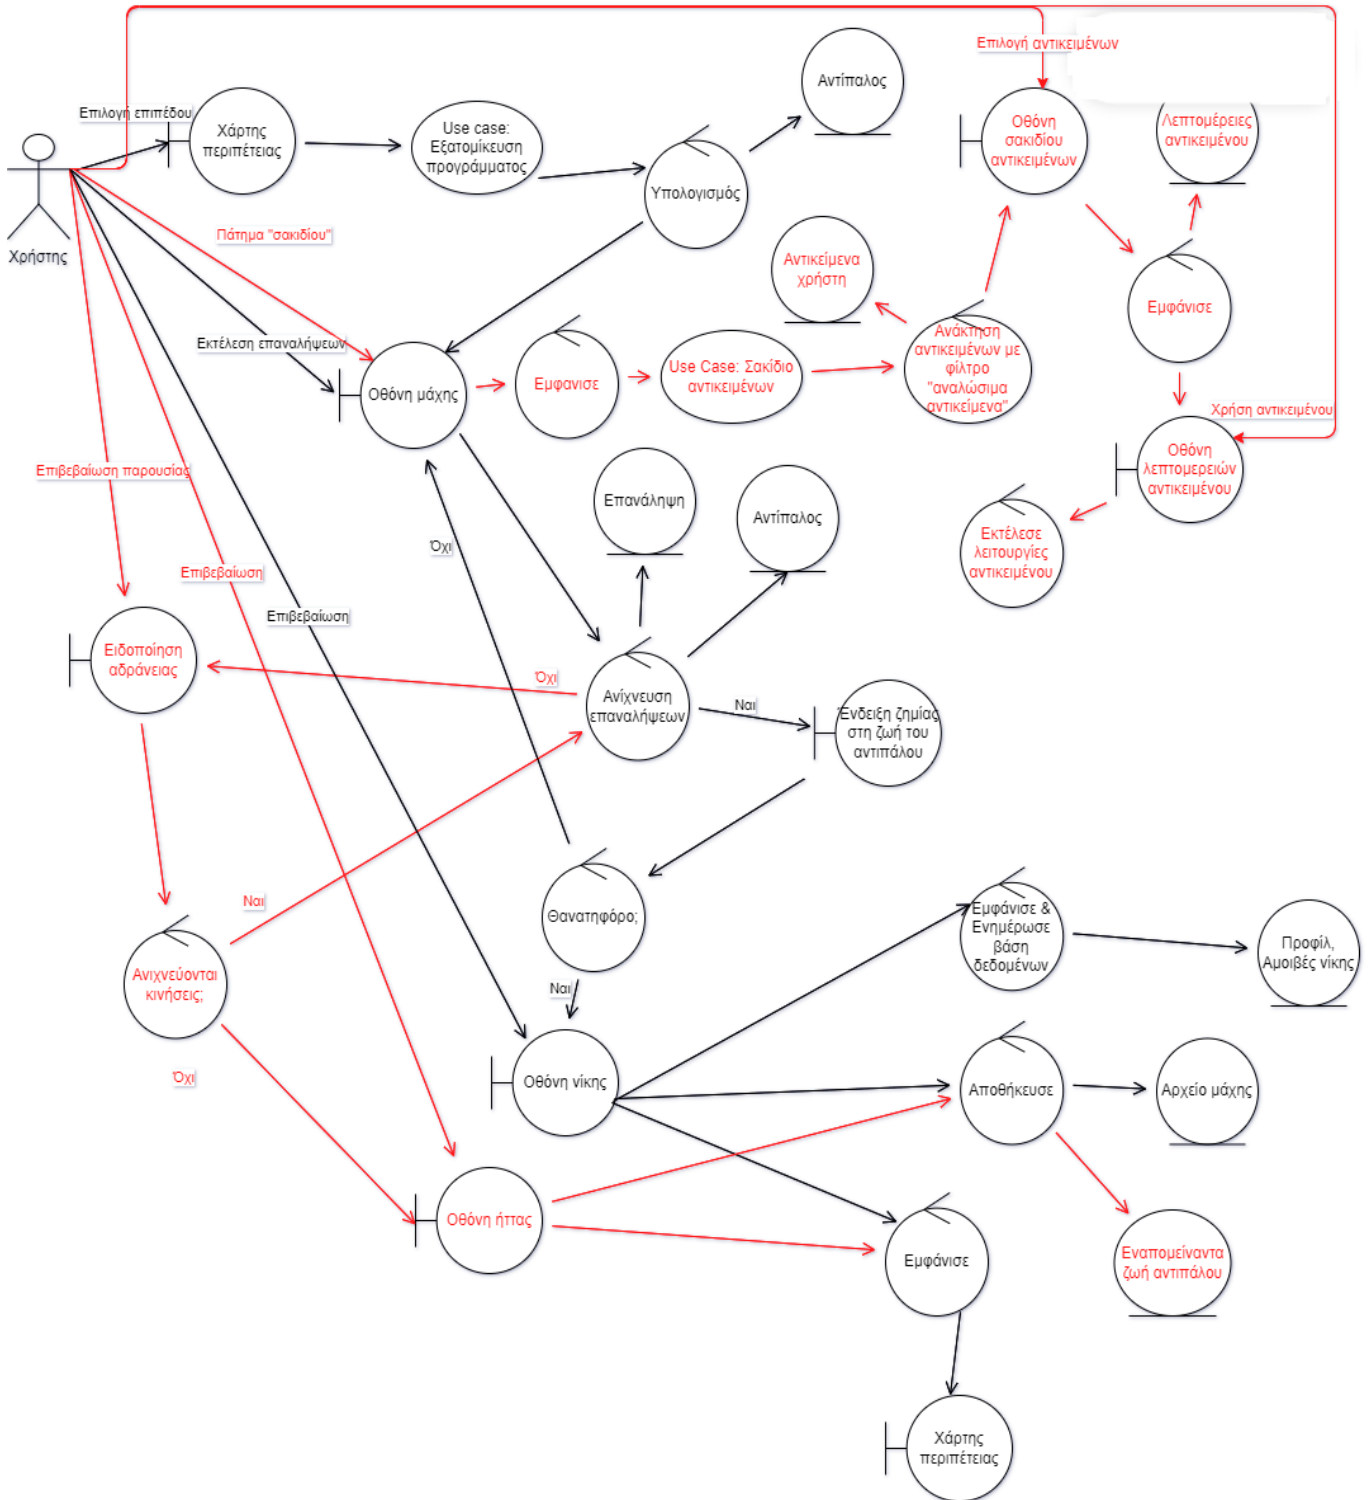 Επιλογή αντικειμένων
Αντίπαλος
Επιλογή επιπέδου
Χάρτης
περιπέτειας
Use case:
Εξατομίκευση
προγράμματος
Οθόνη
σακιδίου
αντικειμένων
Λεπτομέρειες
αντικειμένου
Υπολογισμός
Χρήστης
Πάτημα "σακιδίου"
Αντικείμενα
χρήστη
Εμφάνισε
Εκτέλεση επαναλήψεων
Οθόνη μάχης
Εμφανισε
Use Case: Σακίδιο
αντικειμένων
Ανάκτηση
αντικειμένων με
φίλτρο
"αναλώσιμα
αντικείμενα"
Χρήση αντικειμένου
Οθόνη
λεπτομερειών
αντικειμένου
Επιβεβαίωση παρουσίας
Επανάληψη
Αντίπαλος
Όχι
Εκτέλεσε
λειτουργίες
αντικειμένου
Επιβεβαίωση
Επιβεβαίωση
Ειδοποίηση
αδράνειας
Όχι
Ανίχνευση
επαναλήψεων
Ναι
Ένδειξη ζημίας
στη ζωή του
αντιπάλου
Ναι
Θανατηφόρο;
Εμφάνισε &
Ενημέρωσε
βάση
δεδομένων
Προφίλ,
Αμοιβές νίκης
Ανιχνεύονται
κινήσεις;
Ναι
Όχι
Οθόνη νίκης
Αποθήκευσε
Αρχείο μάχης
Οθόνη ήττας
Εμφάνισε
Εναπομείναντα
ζωή αντιπάλου
Χάρτης
περιπέτειας